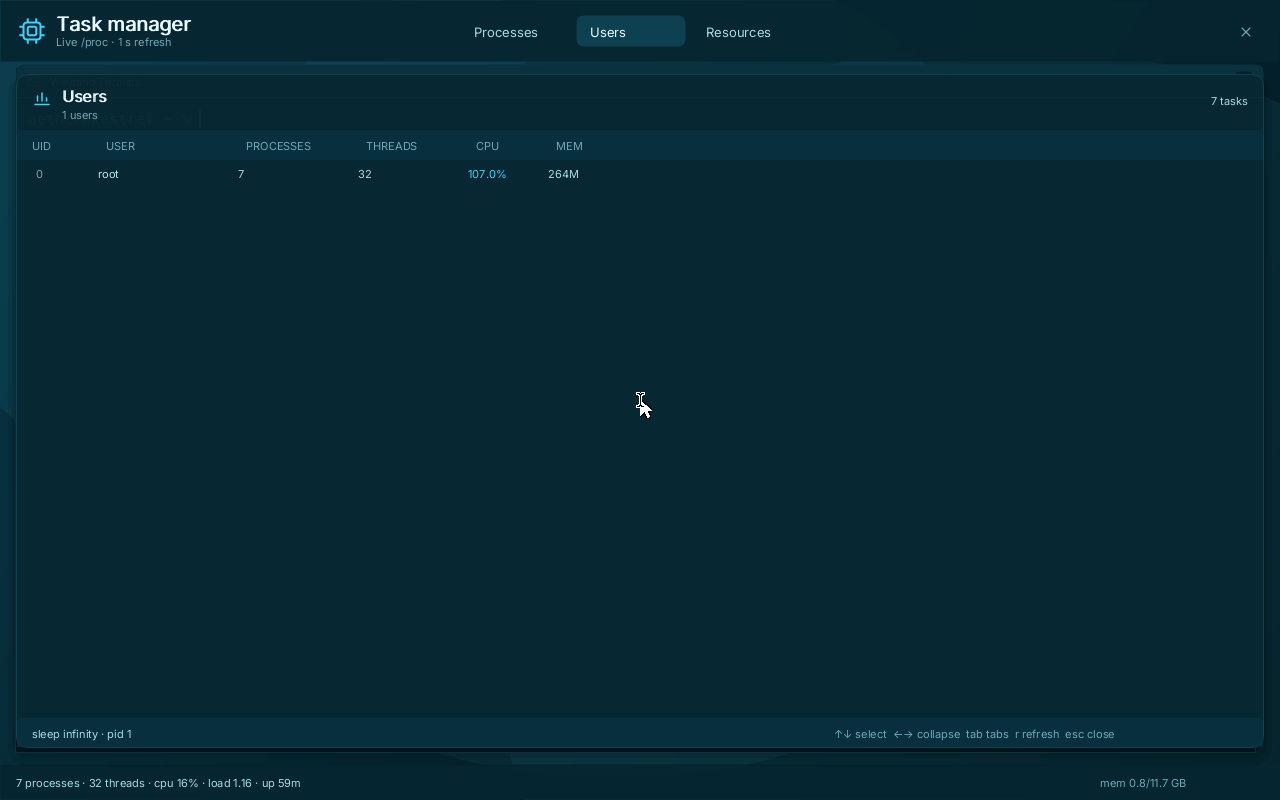 Task manager
Live /proc · 1 s refresh
Processes
Users
Resources
Users
1 users
7 tasks
UID USER PROCESSES THREADS CPU MEM
0 root 7 32 107.0% 264M
sleep infinity · pid 1
↑↓ select ←→ collapse tab tabs r refresh esc close
7 processes · 32 threads · cpu 16% · load 1.16 · up 59m
mem 0.8/11.7 GB